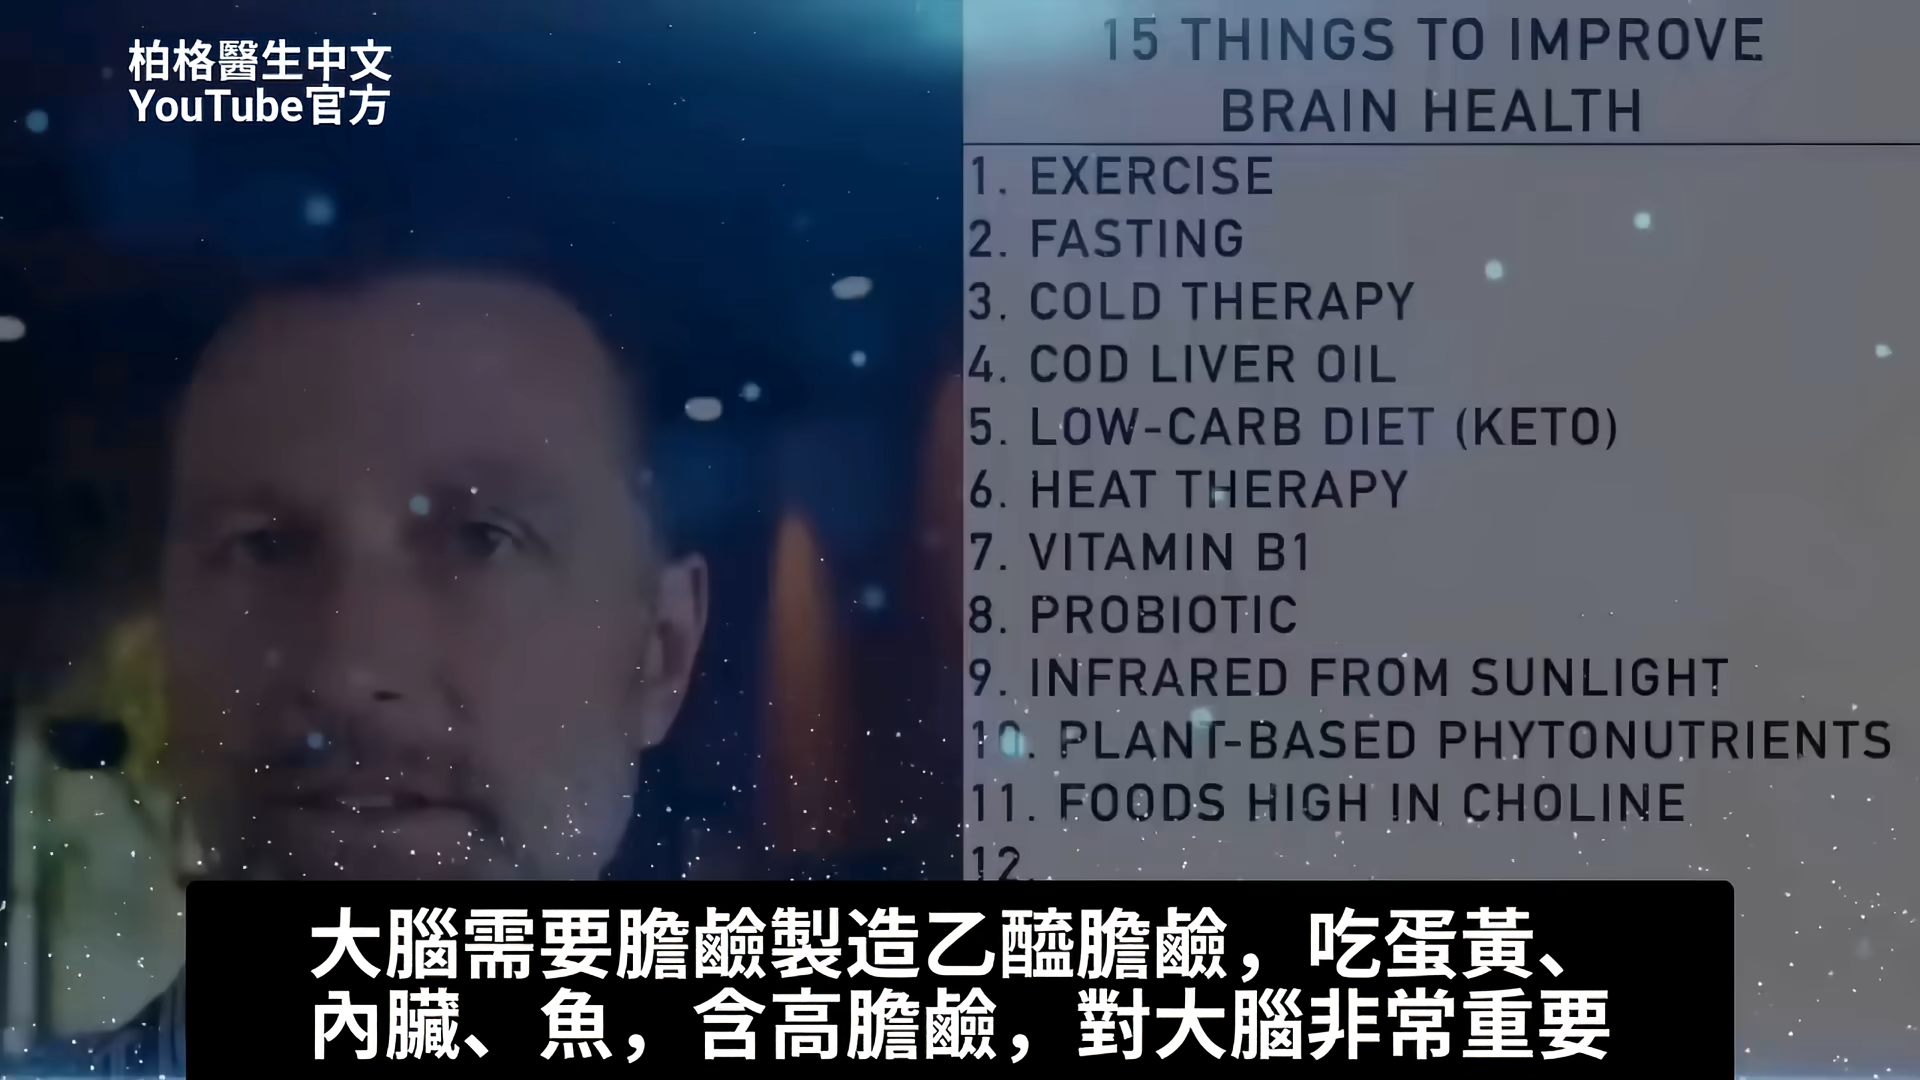 柏格醫生中文
YouTube官方
15 THINGS TO IMPROVE
BRAIN HEALTH
1. EXERCISE
2. FASTING
3. COLD THERAPY
4. COD LIVER OIL
5. LOW-CARB DIET (KETO)
6. HEAT THERAPY
7. VITAMIN B1
8. PROBIOTIC
9. INFRARED FROM SUNLIGHT
10. PLANT-BASED PHYTONUTRIENTS
11. FOODS HIGH IN CHOLINE
12.
大腦需要膽鹼製造乙醯膽鹼，吃蛋黃、
內臟、魚，含高膽鹼，對大腦非常重要